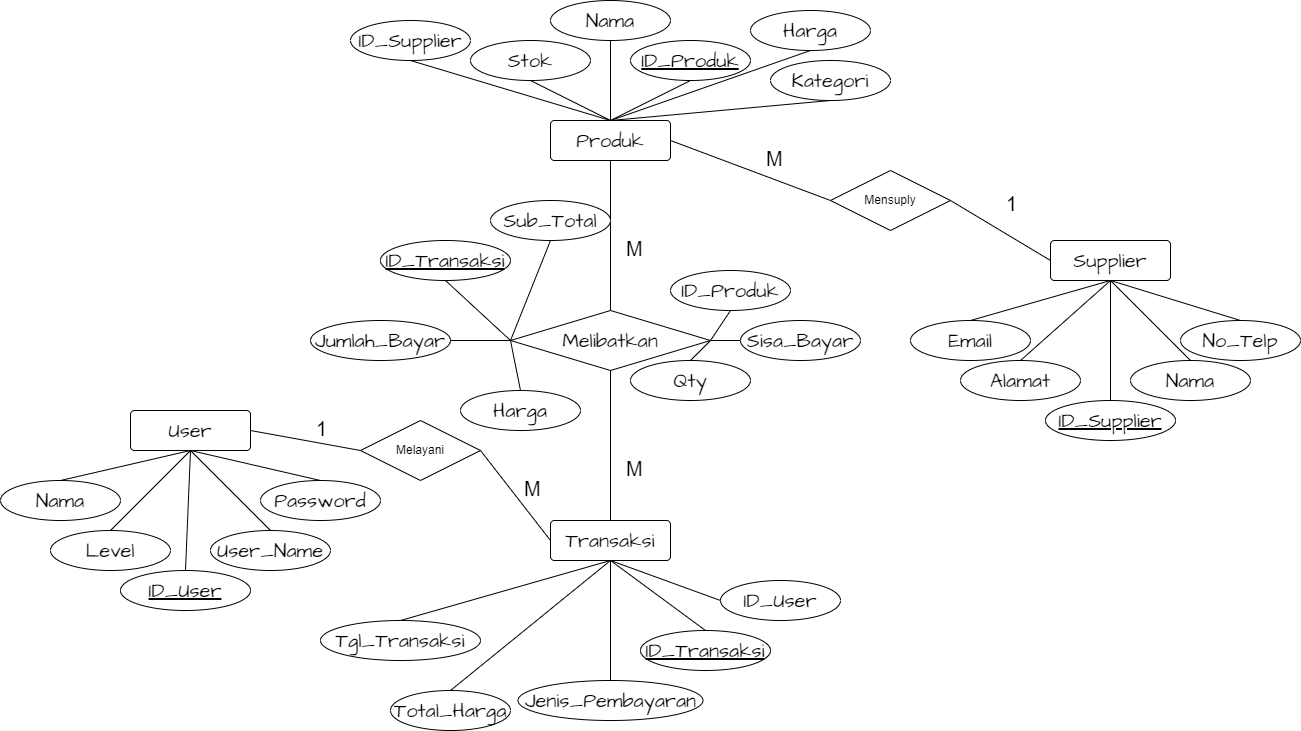 Nama
Harga
ID_Supplier
Stok
ID_Produk
Kategori
Produk
M
Mensuply
1
Sub_Total
M
ID_Transaksi
Supplier
ID_Produk
Jumlah_Bayar
Melibatkan
Sisa_Bayar
Email
No_Telp
Qty
Alamat
Nama
Harga
ID_Supplier
User
1
Melayani
M
M
Nama
Password
Level
User_Name
Transaksi
ID_User
ID_User
Tgl_Transaksi
ID_Transaksi
Total_Harga
Jenis_Pembayaran